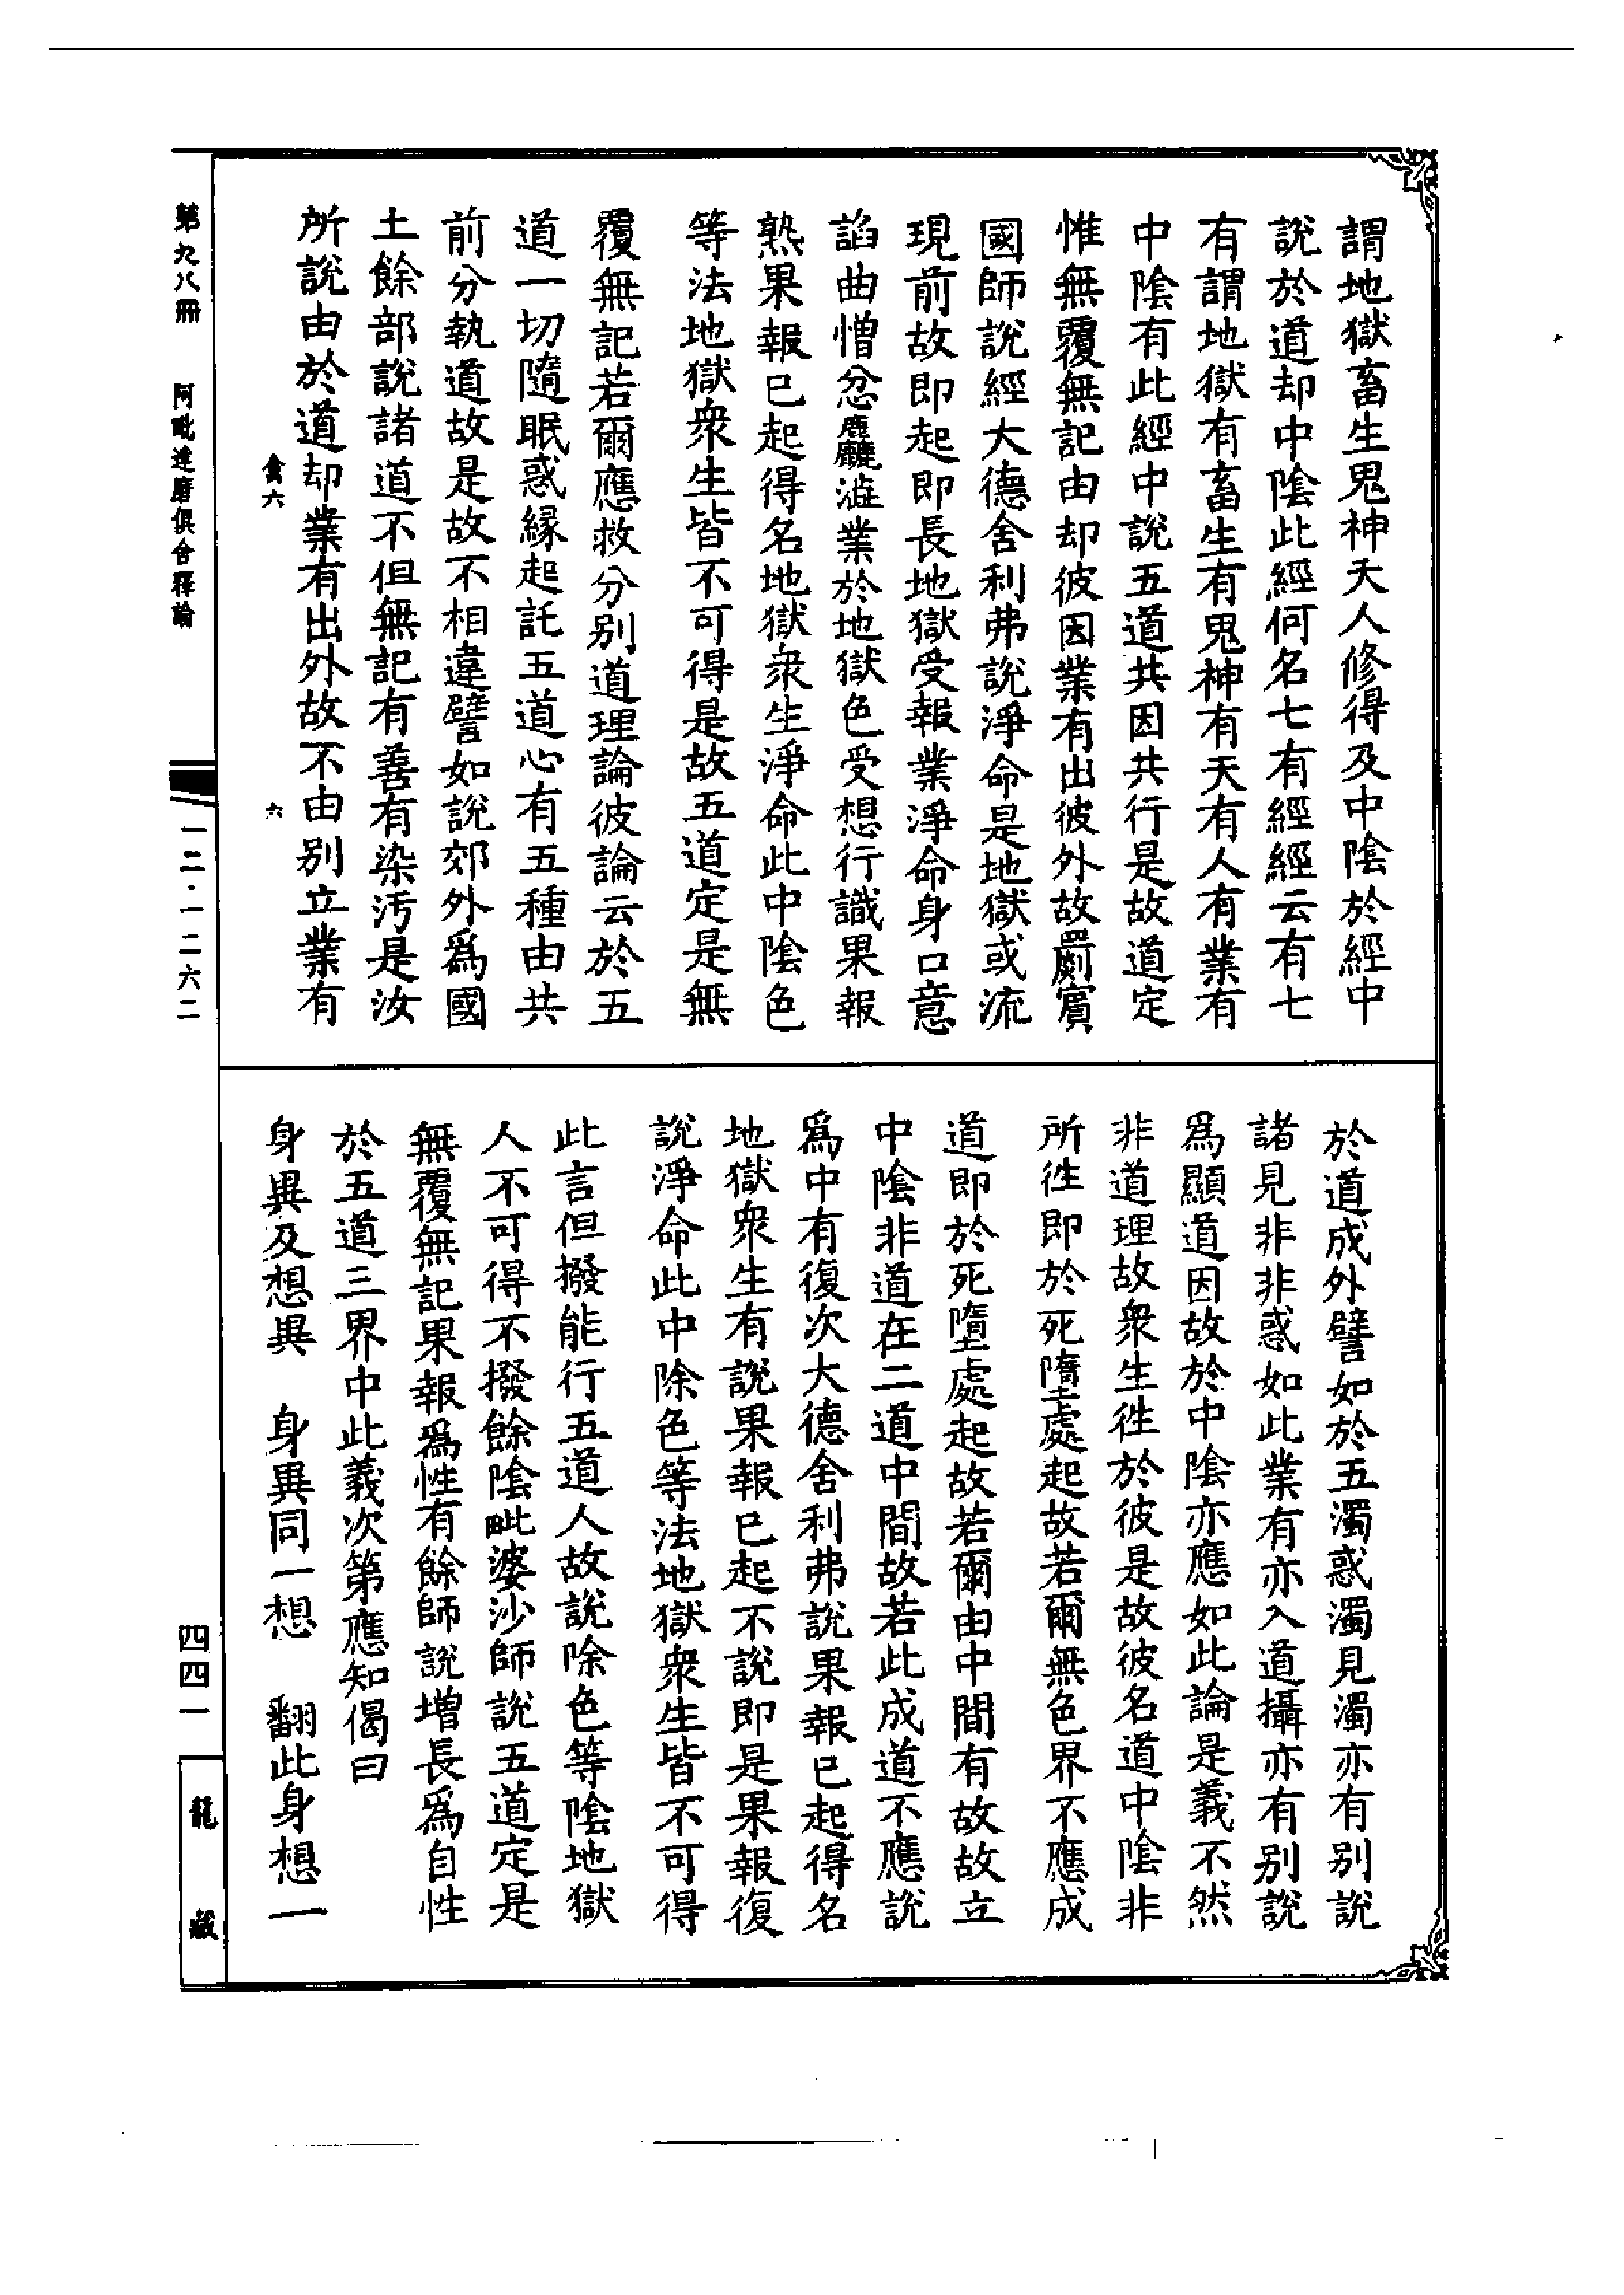 謂地獄畜生鬼神天人修得及中陰於經中
說於道却中陰此經何名七有經經云有七
有謂地獄有畜生有鬼神有天有人有業有
中陰有此經中說五道共因共行是故道定
惟無覆無記由却彼因業有出彼外故罽賔
國師說經大德舍利弗說淨命是地獄或流
現前故即起即長地獄受報業淨命身口意
諂曲憎忿麤澁業於地獄色受想行識果報
熟果報已起得名地獄衆生淨命此中陰色
等法地獄衆生皆不可得是故五道定是無
覆無記若爾應救分别道理論彼論云於五
道一切隨眠惑縁起託五道心有五種由共
前分執道故是故不相違譬如說郊外爲國
土餘部說諸道不但無記有善有染汚是汝
所說由於道却業有出外故不由别立業有
禽六
六
於道成外譬如於五濁惑濁見濁亦有别說
諸見非非惑如此業有亦入道攝亦有别說
爲顯道因故於中陰亦應如此論是義不然
非道理故衆生徃於彼是故彼名道中陰非
所徃即於死墮處起故若爾無色界不應成
道即於死墮處起故若爾由中間有故故立
中陰非道在二道中間故若此成道不應說
爲中有復次大德舍利弗說果報已起得名
地獄衆生有說果報已起不說即是果報復
說淨命此中除色等法地獄衆生皆不可得
此言但撥能行五道人故說除色等陰地獄
人不可得不撥餘陰毗婆沙師說五道定是
無覆無記果報爲性有餘師說增長爲自性
於五道三界中此義次第應知偈曰
身異及想異　身異同一想　翻此身想一
第九八冊　阿毗達磨俱舍釋論
一二·一二六二
四四一
龍藏